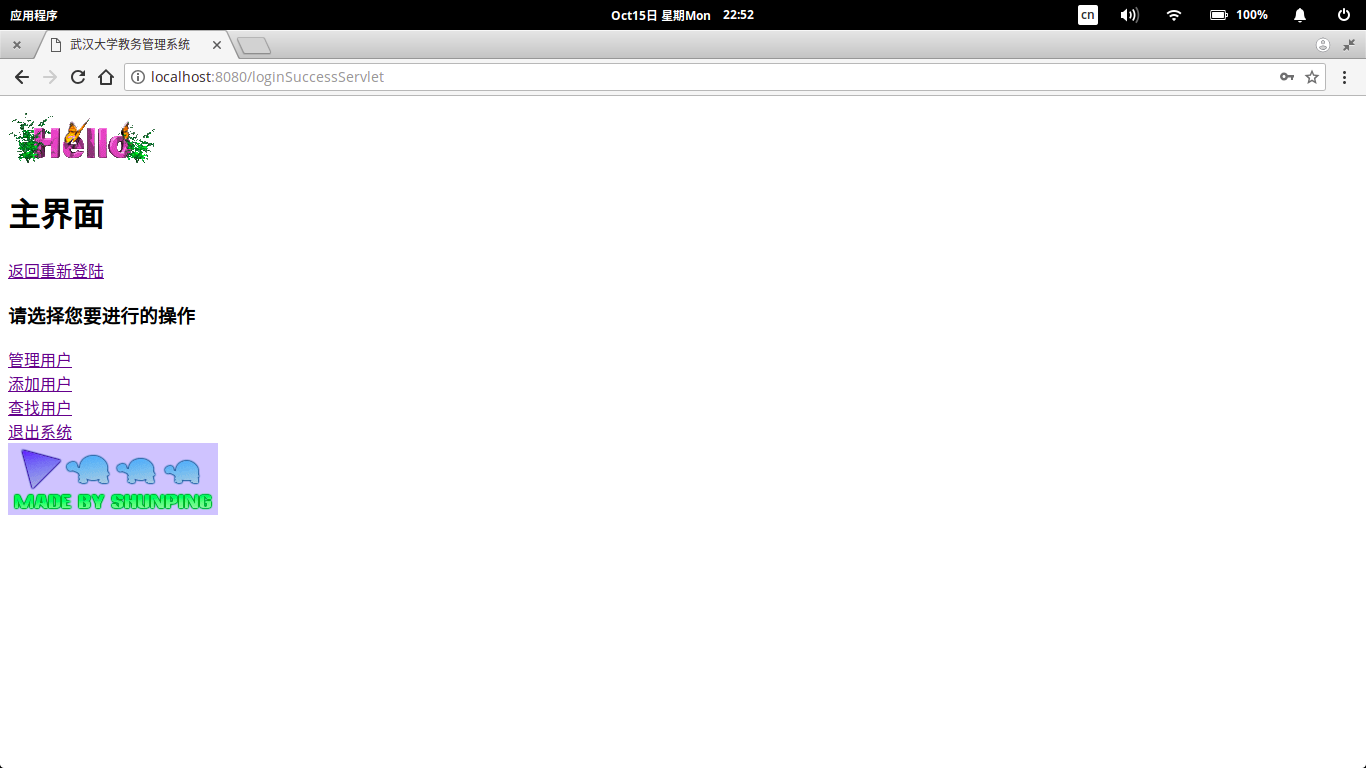 应用程序 Oct15日 星期Mon 22:52 cn 100%
武汉大学教务管理系统
localhost:8080/loginSuccessServlet
Hello
主界面
返回重新登陆
请选择您要进行的操作
管理用户
添加用户
查找用户
退出系统
MADE BY SHUNPING